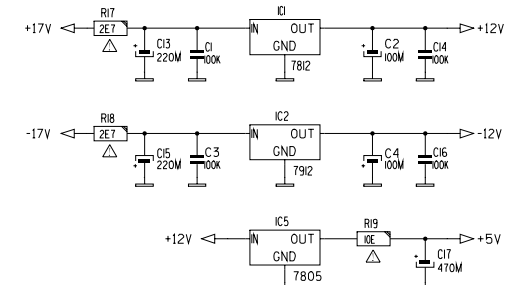 R17 IC1
+17V 2E7 IN OUT +12V
C13 C1 GND C2 C14
+ 220M 100K 7812 + 100M 100K
R18 IC2
-17V 2E7 IN OUT -12V
C15 C3 GND C4 C16
+ 220M 100K 7912 + 100M 100K
IC5 R19
+12V IN OUT 10E +5V
GND C17
7805 + 470M